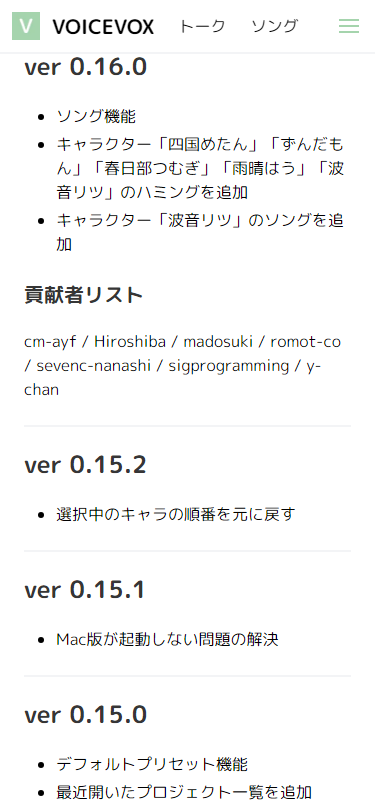 V VOICEVOX トーク ソング
ver 0.16.0
ソング機能
キャラクター「四国めたん」「ずんだも
ん」「春日部つむぎ」「雨晴はう」「波
音リツ」のハミングを追加
キャラクター「波音リツ」のソングを追
加
貢献者リスト
cm-ayf / Hiroshiba / madosuki / romot-co
/ sevenc-nanashi / sigprogramming / y-
chan
ver 0.15.2
選択中のキャラの順番を元に戻す
ver 0.15.1
Mac版が起動しない問題の解決
ver 0.15.0
デフォルトプリセット機能
最近開いたプロジェクト一覧を追加